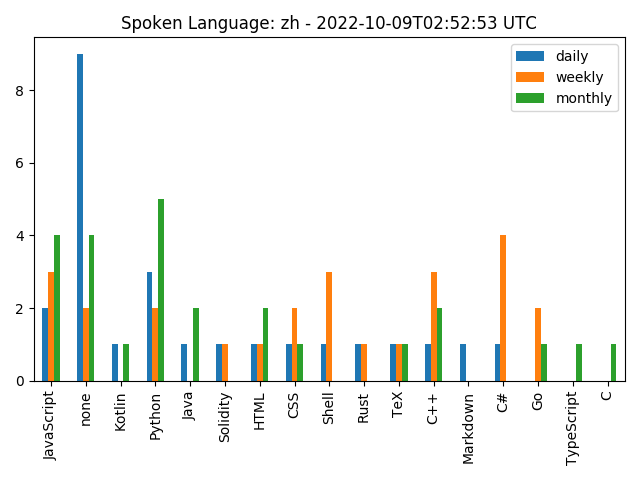 Spoken Language: zh - 2022-10-09T02:52:53 UTC
daily
weekly
monthly
8
6
4
2
0
JavaScript
none
Kotlin
Python
Java
Solidity
HTML
CSS
Shell
Rust
TeX
C++
Markdown
C#
Go
TypeScript
C